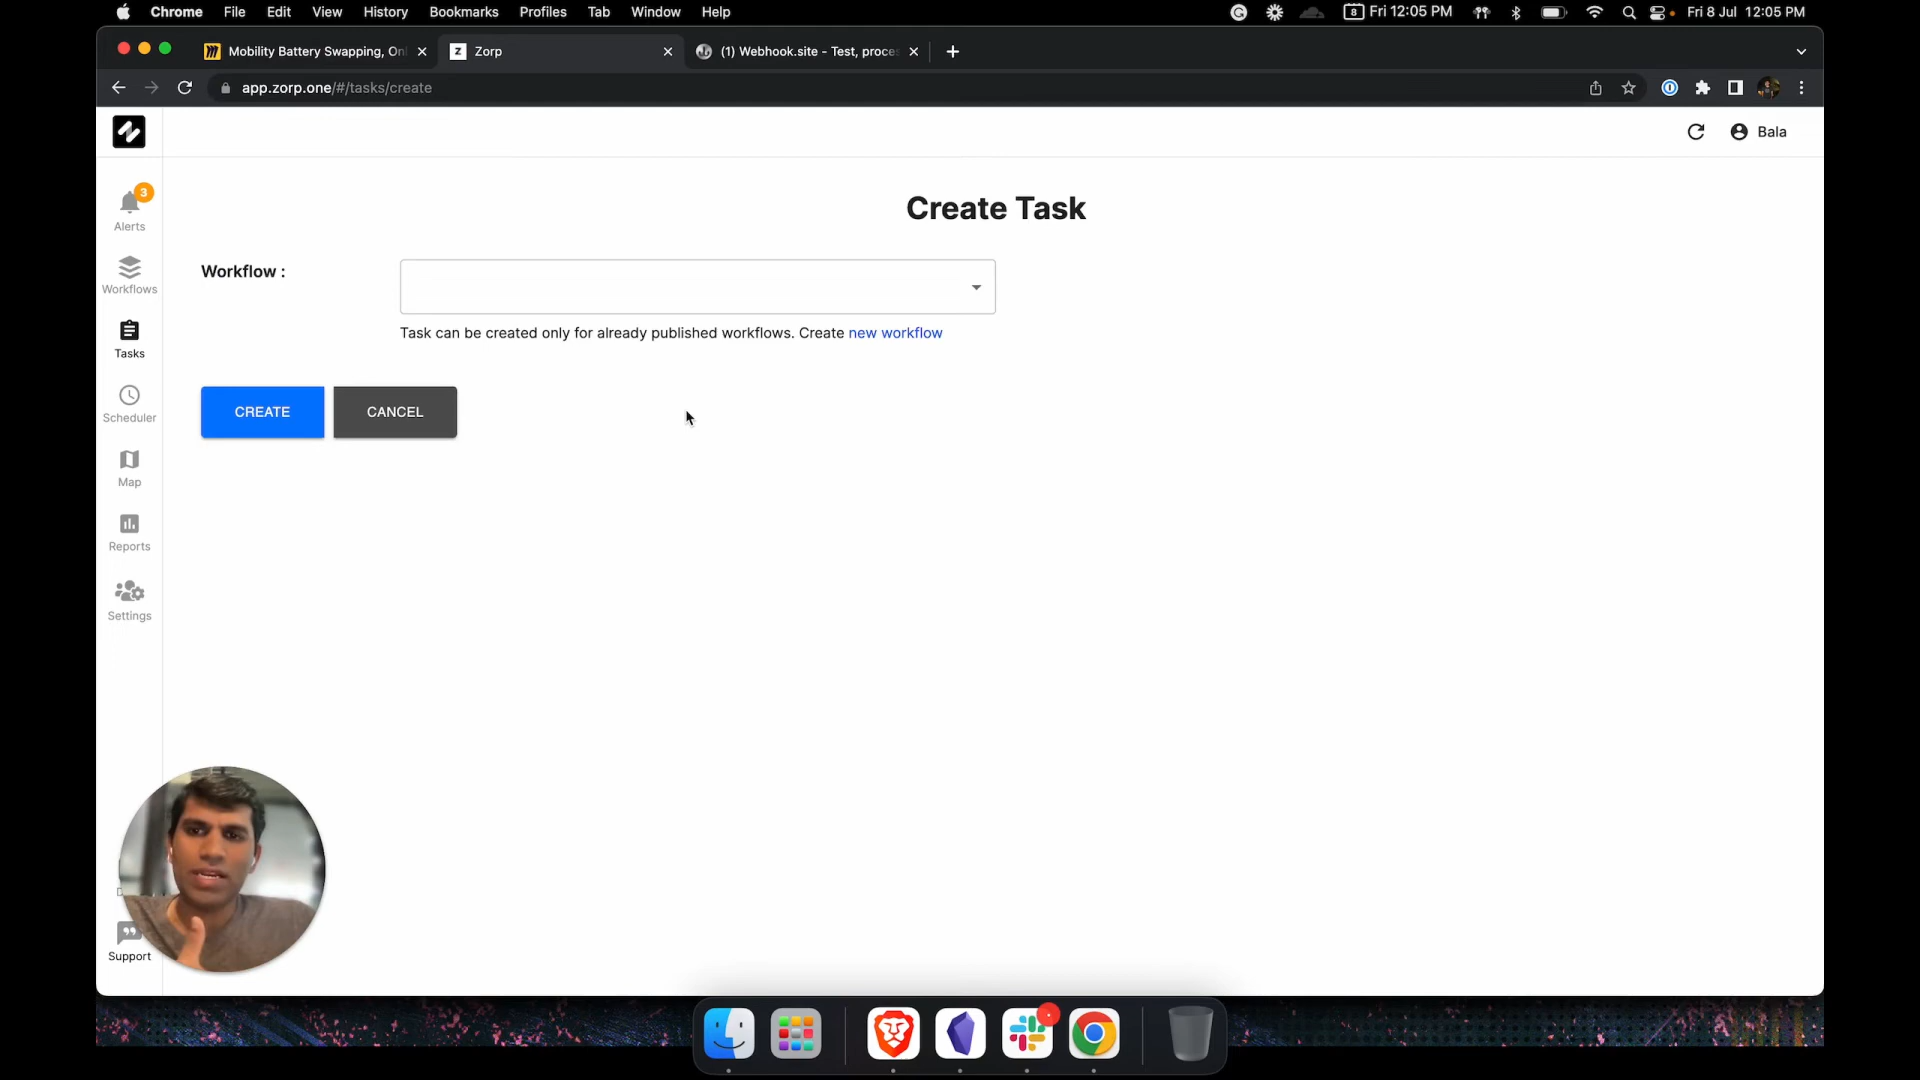 Chrome File Edit View History Bookmarks Profiles Tab Window Help 8 Fri 12:05 PM Fri 8 Jul 12:05 PM
Mobility Battery Swapping, Onl
Z Zorp
(1) Webhook.site - Test, proces
app.zorp.one/#/tasks/create
Bala
3
Alerts
Workflows
Tasks
Scheduler
Map
Reports
Settings
Support
Create Task
Workflow :
Task can be created only for already published workflows. Create new workflow
CREATE CANCEL